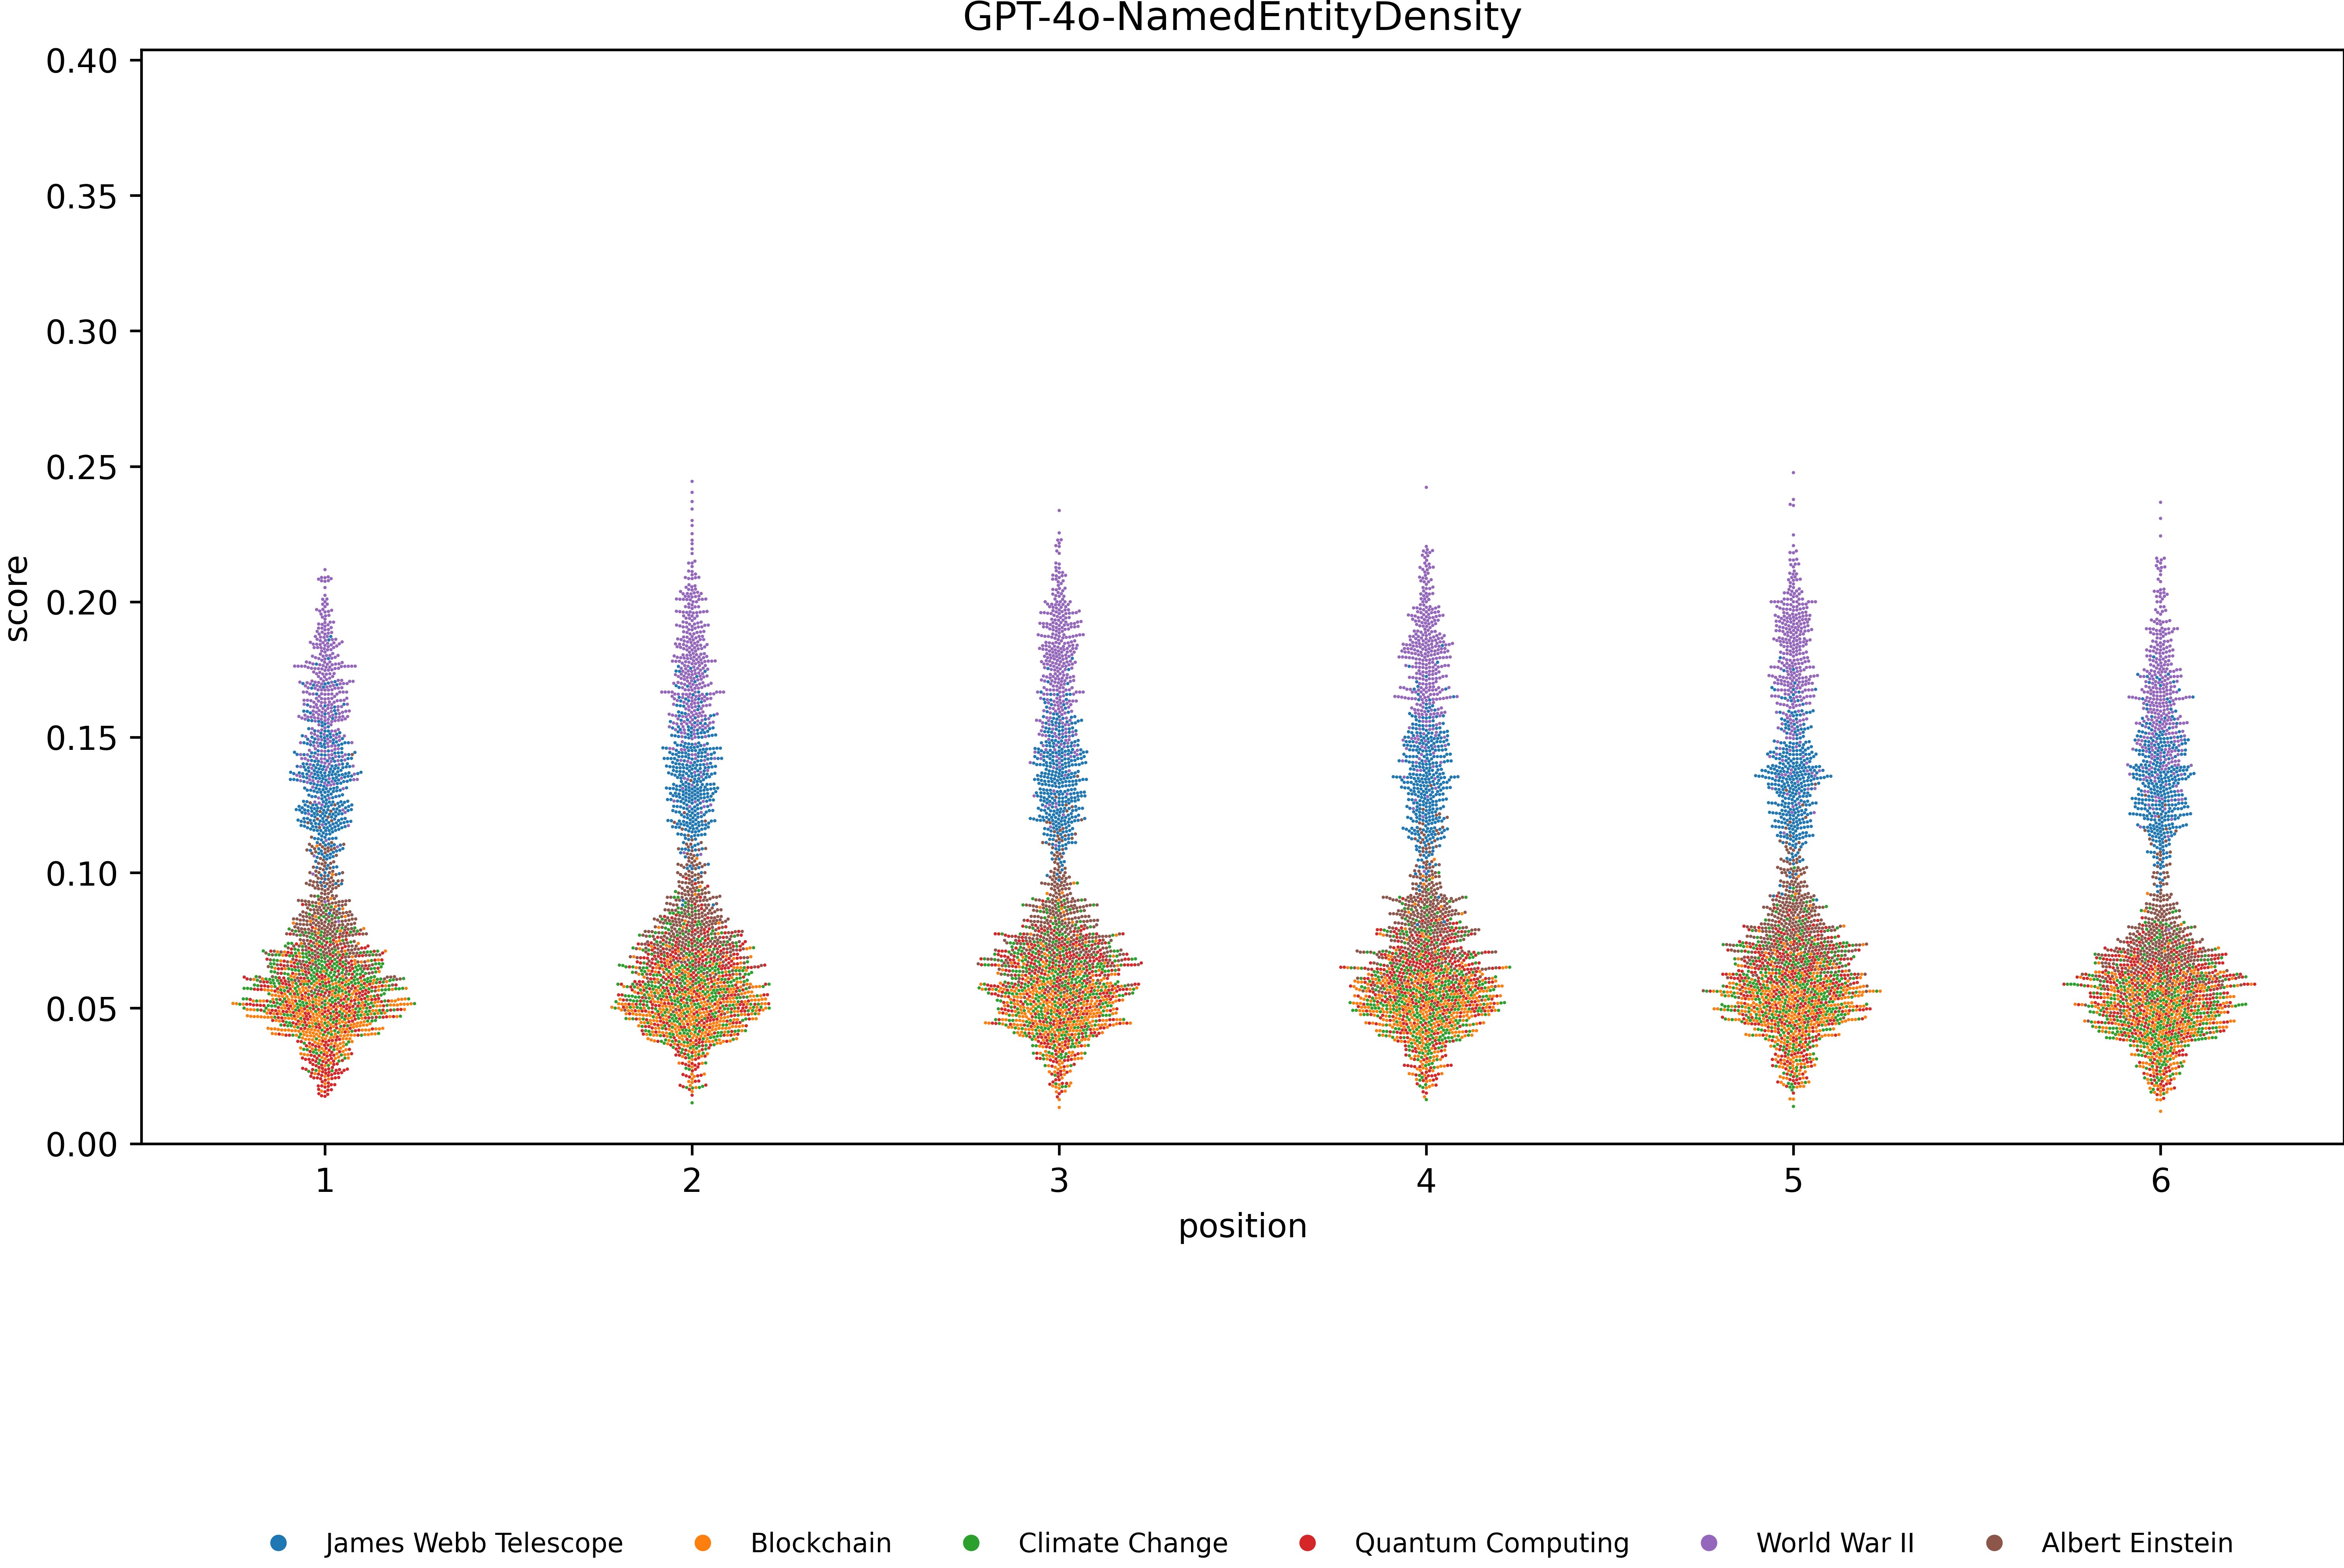 GPT-4o-NamedEntityDensity
0.40
0.35
0.30
0.25
0.20
0.15
0.10
0.05
0.00
score
1 2 3 4 5 6
position
James Webb Telescope Blockchain Climate Change Quantum Computing World War II Albert Einstein